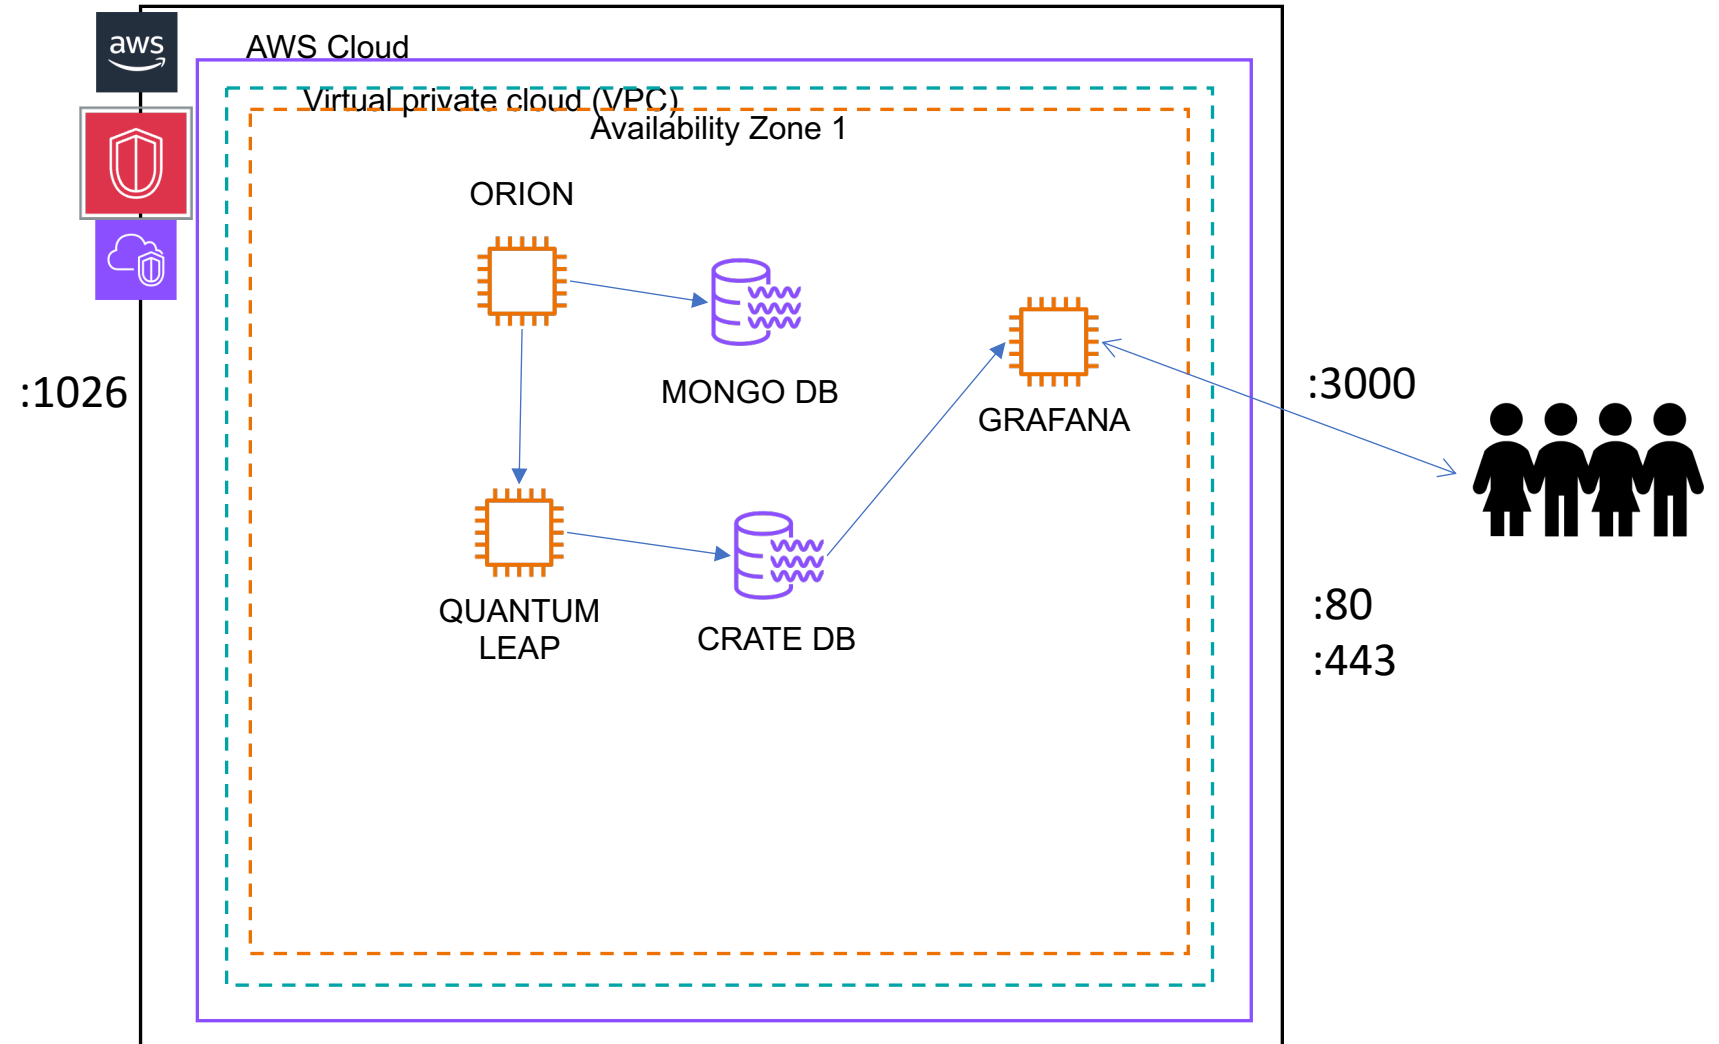 aws
AWS Cloud
Virtual private cloud (VPC)
Availability Zone 1
ORION
MONGO DB
GRAFANA
QUANTUM
LEAP
CRATE DB
:1026
:3000
:80
:443